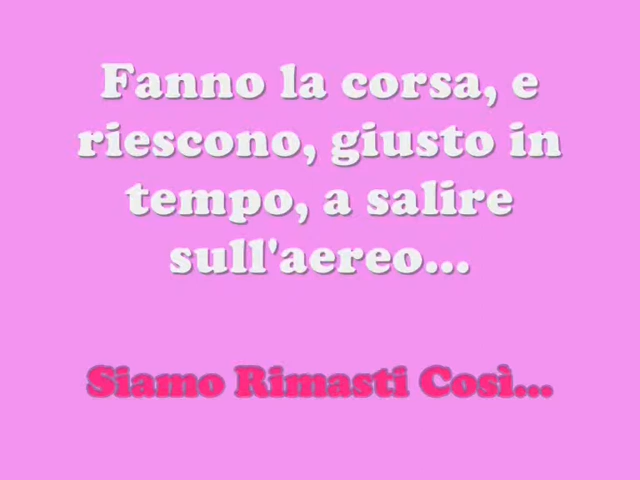 Fanno la corsa, e
riescono, giusto in
tempo, a salire
sull'aereo...
Siamo Rimasti Così...